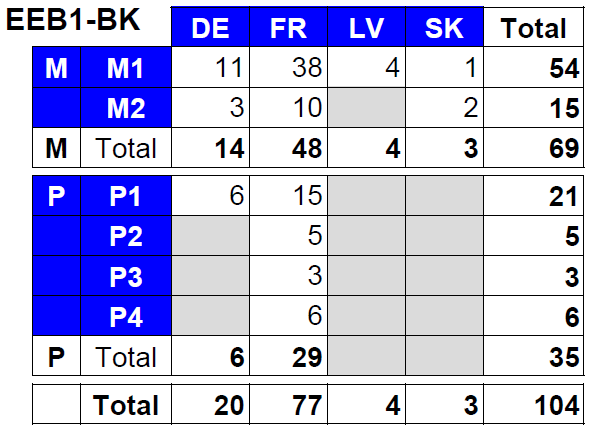 EEB1-BK DE FR LV SK Total
M M1 11 38 4 1 54
M2 3 10 2 15
M Total 14 48 4 3 69
P P1 6 15 21
P2 5 5
P3 3 3
P4 6 6
P Total 6 29 35
Total 20 77 4 3 104